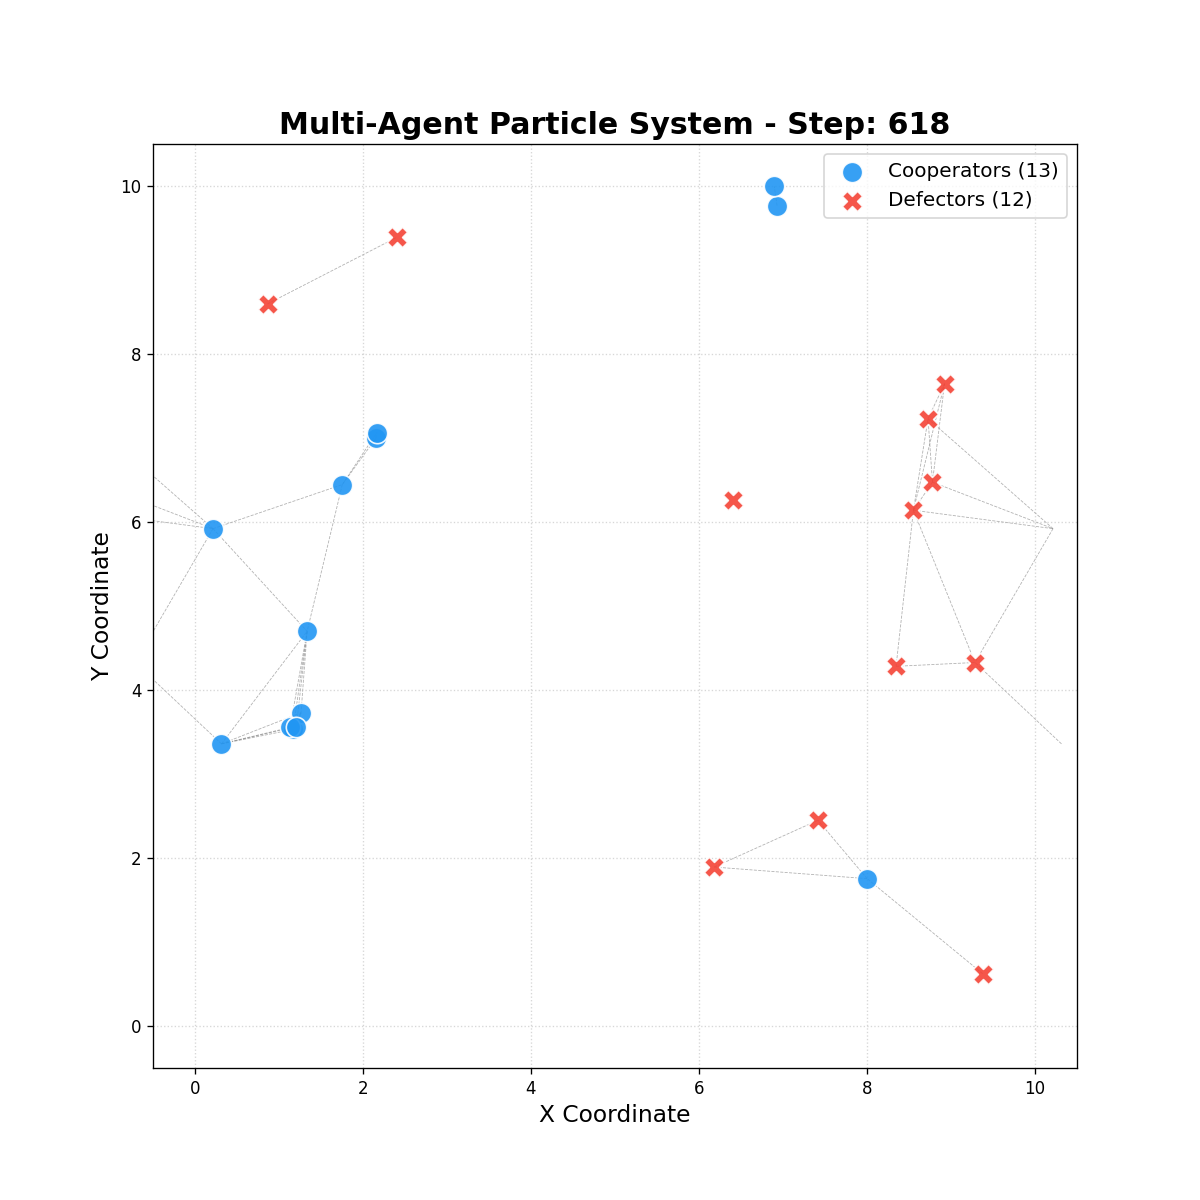 Multi-Agent Particle System - Step: 618
Cooperators (13)
Defectors (12)
10
8
6
4
2
0
Y Coordinate
0 2 4 6 8 10
X Coordinate